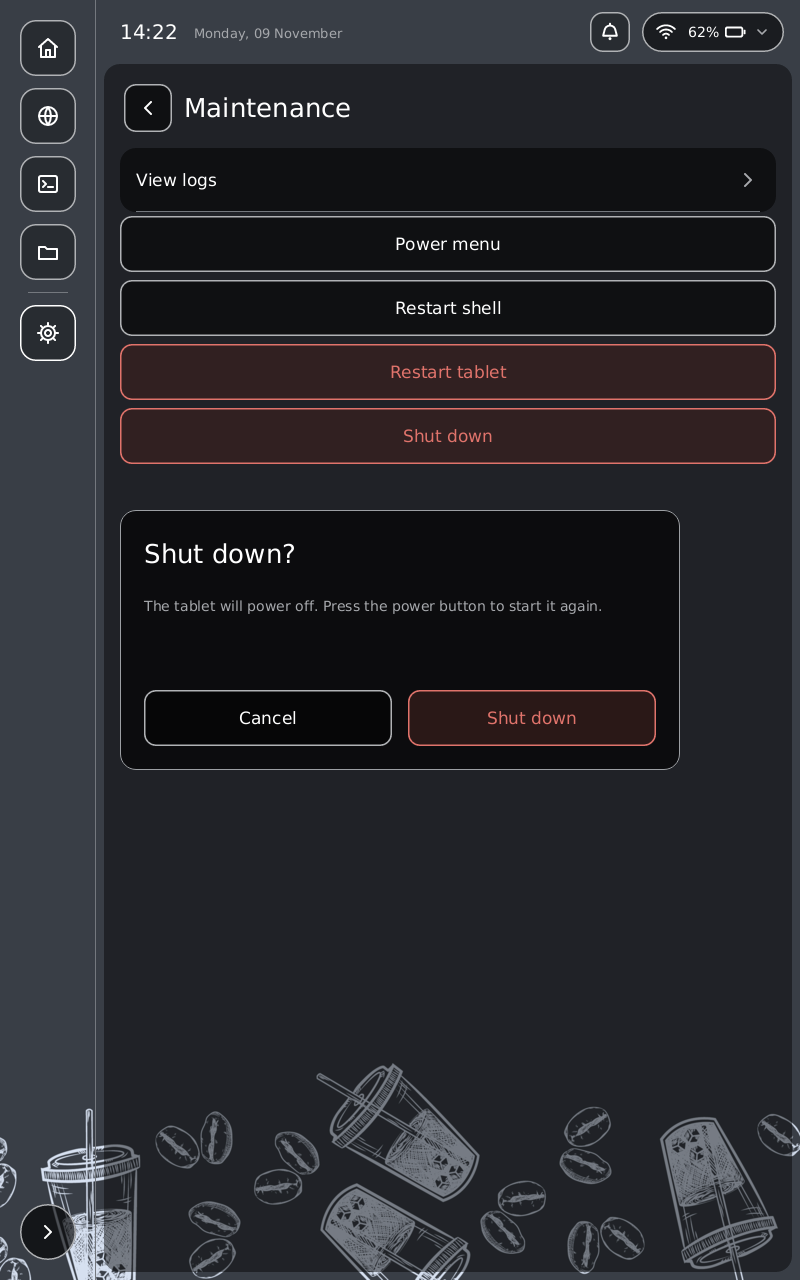 14:22 Monday, 09 November 62%
Maintenance
View logs
Power menu
Restart shell
Restart tablet
Shut down
Shut down?
The tablet will power off. Press the power button to start it again.
Cancel Shut down